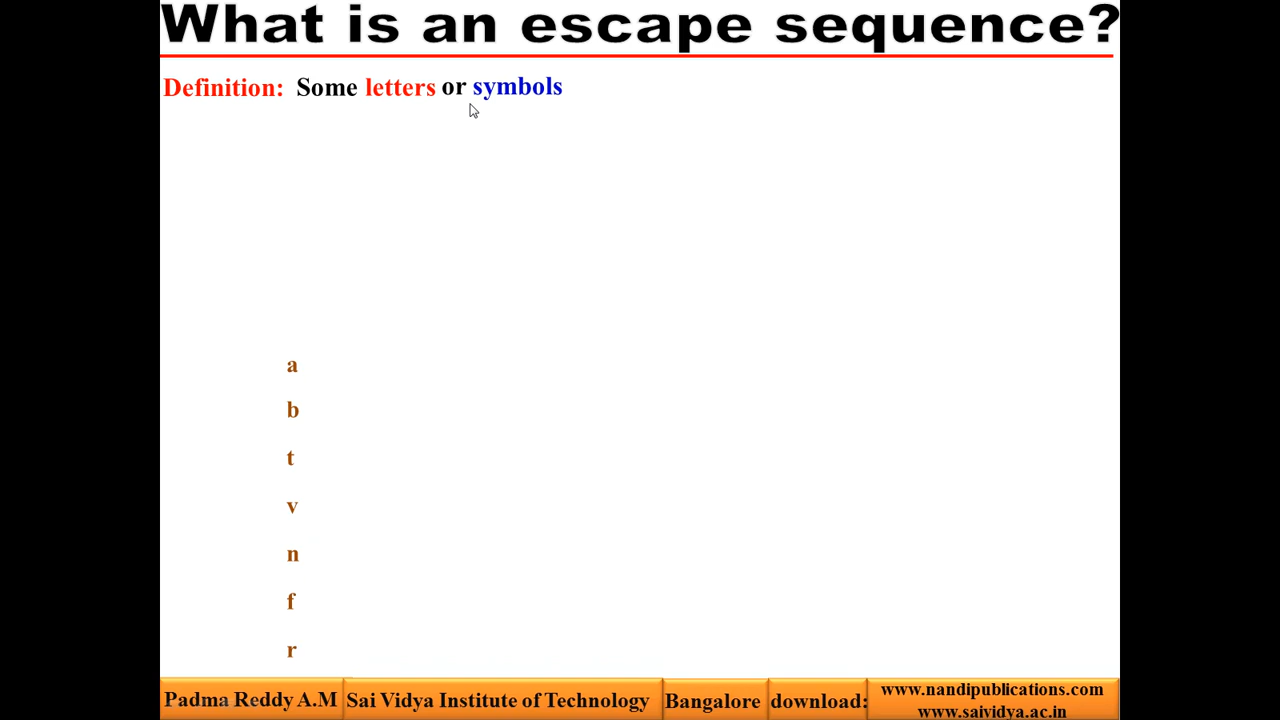 What is an escape sequence?
Definition: Some letters or symbols
a
b
t
v
n
f
r
Padma Reddy A.M Sai Vidya Institute of Technology Bangalore download: www.nandipublications.com
www.saividya.ac.in